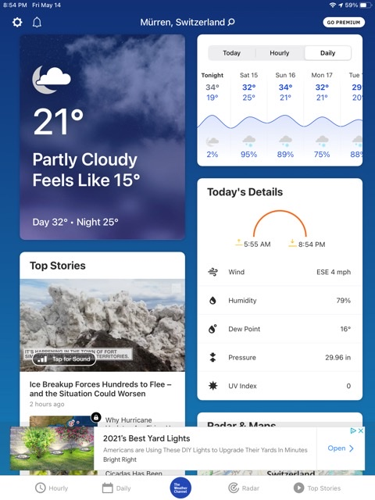 8:54 PM Fri May 14
59%
Mürren, Switzerland
GO PREMIUM
21°
Partly Cloudy
Feels Like 15°
Day 32° • Night 25°
Today Hourly Daily
Tonight Sat 15 Sun 16 Mon 17 Tue
34° 32° 34° 32° 29
19° 25° 21° 21° 20
2% 95% 89% 75% 88
Today's Details
5:55 AM 8:54 PM
Wind ESE 4 mph
Humidity 79%
Dew Point 16°
Pressure 29.96 in
UV Index 0
Top Stories
IT'S HAPPENING IN THE TOWN OF FORT
TERRITORIES.
Tap for Sound
Ice Breakup Forces Hundreds to Flee –
and the Situation Could Worsen
2 hours ago
Why Hurricane
Cicadas Has Been
Radar & Maps
Switzerland
2021's Best Yard Lights
Americans are Using These DIY Lights to Upgrade Their Yards In Minutes
Bright Right
Open
Hourly
Daily
The Weather Channel
Radar
Top Stories